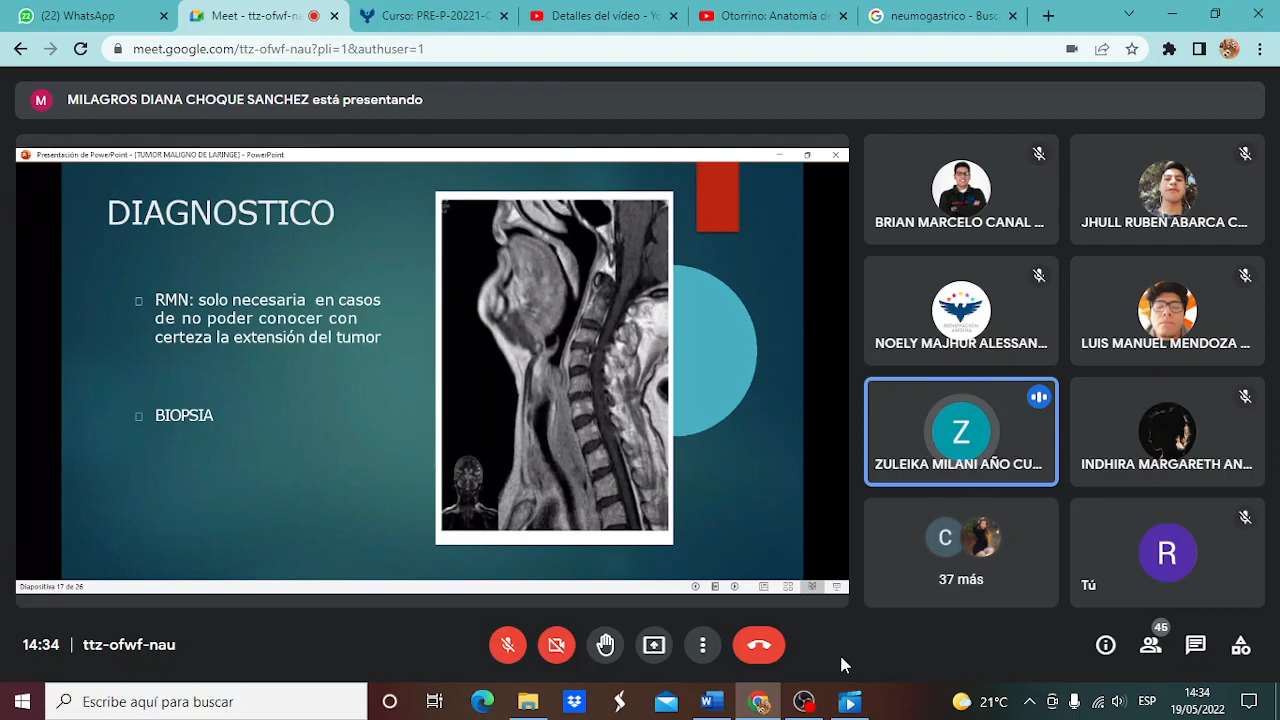 (22) WhatsApp
Meet - ttz-ofwf-na
Curso: PRE-P-20221-C
Detalles del vídeo - Yo
Otorrino: Anatomía de
neumogastrico - Busc
meet.google.com/ttz-ofwf-nau?pli=1&authuser=1
M
MILAGROS DIANA CHOQUE SANCHEZ está presentando
Presentación de PowerPoint - [TUMOR MALIGNO DE LARINGE] - PowerPoint
DIAGNOSTICO
RMN: solo necesaria en casos
de no poder conocer con
certeza la extensión del tumor
BIOPSIA
Diapositiva 17 de 26
BRIAN MARCELO CANAL ...
JHULL RUBEN ABARCA C...
RENOVACIÓN
ANDINA
NOELY MAJHUR ALESSAN...
LUIS MANUEL MENDOZA ...
Z
ZULEIKA MILANI AÑO CU...
INDHIRA MARGARETH AN...
C
37 más
R
Tú
14:34 | ttz-ofwf-nau
45
Escribe aquí para buscar
21°C
ESP
14:34
19/05/2022